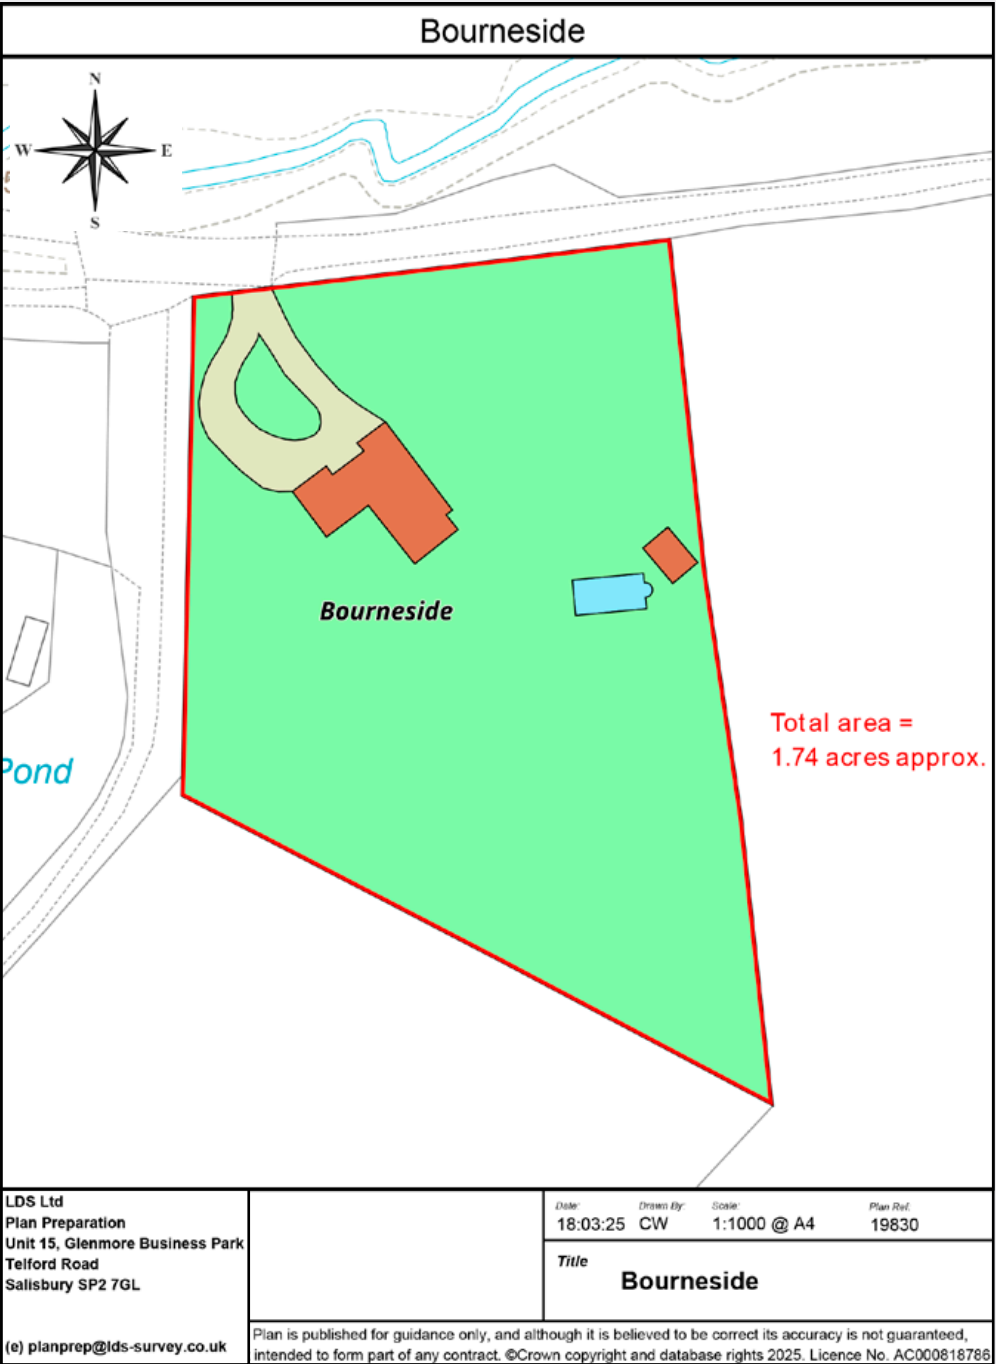 Bourneside
N
W E
S
Bourneside
Total area =
1.74 acres approx.
Pond
LDS Ltd
Plan Preparation
Unit 15, Glenmore Business Park
Telford Road
Salisbury SP2 7GL
(e) planprep@lds-survey.co.uk
Date: Drawn By: Scale: Plan Ref:
18:03:25 CW 1:1000 @ A4 19830
Title
Bourneside
Plan is published for guidance only, and although it is believed to be correct its accuracy is not guaranteed,
intended to form part of any contract. ©Crown copyright and database rights 2025. Licence No. AC000818786